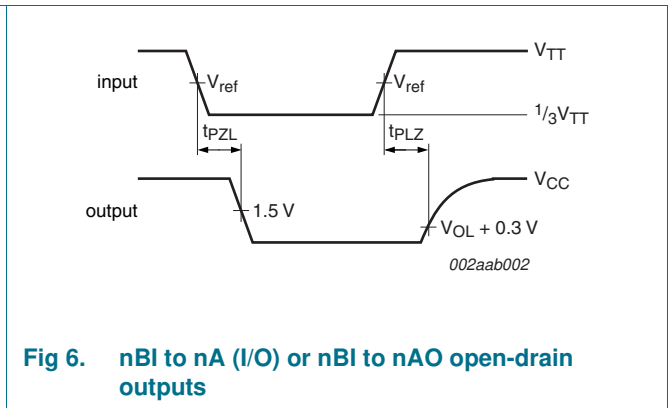 V_TT
input
V_ref
V_ref
1/3V_TT
t_PZL
t_PLZ
V_CC
output
1.5 V
V_OL + 0.3 V
002aab002
Fig 6. nBI to nA (I/O) or nBI to nAO open-drain
outputs